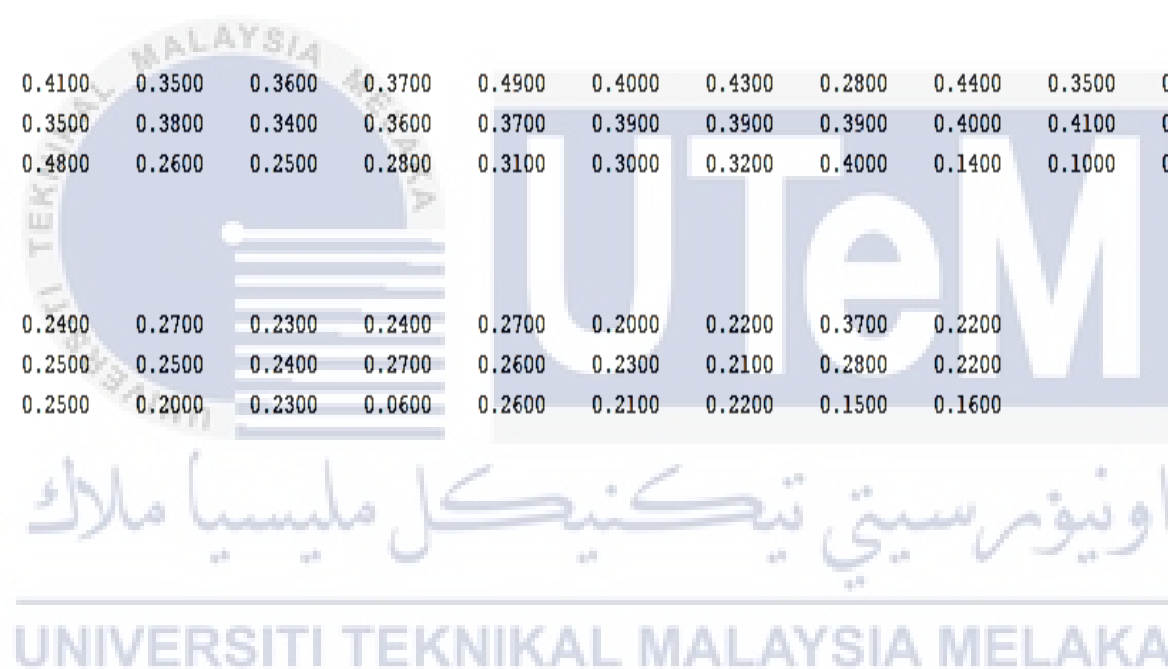 MALAYSIA MELAKA
UNIVERSITI TEKNIKAL
UTeM
0.4100 0.3500 0.3600 0.3700 0.4900 0.4000 0.4300 0.2800 0.4400 0.3500
0.3500 0.3800 0.3400 0.3600 0.3700 0.3900 0.3900 0.3900 0.4000 0.4100
0.4800 0.2600 0.2500 0.2800 0.3100 0.3000 0.3200 0.4000 0.1400 0.1000
0.2400 0.2700 0.2300 0.2400 0.2700 0.2000 0.2200 0.3700 0.2200
0.2500 0.2500 0.2400 0.2700 0.2600 0.2300 0.2100 0.2800 0.2200
0.2500 0.2000 0.2300 0.0600 0.2600 0.2100 0.2200 0.1500 0.1600
اونيۏرسيتي تيکنيکل مليسيا ملاك
UNIVERSITI TEKNIKAL MALAYSIA MELAKA